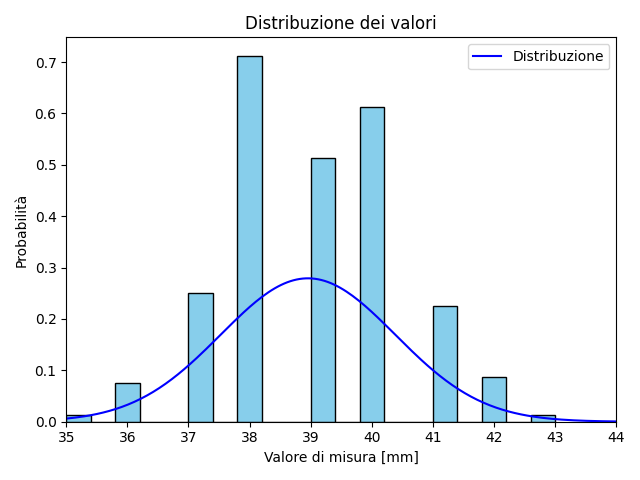 Distribuzione dei valori
Distribuzione
Probabilità
0.7
0.6
0.5
0.4
0.3
0.2
0.1
0.0
35 36 37 38 39 40 41 42 43 44
Valore di misura [mm]